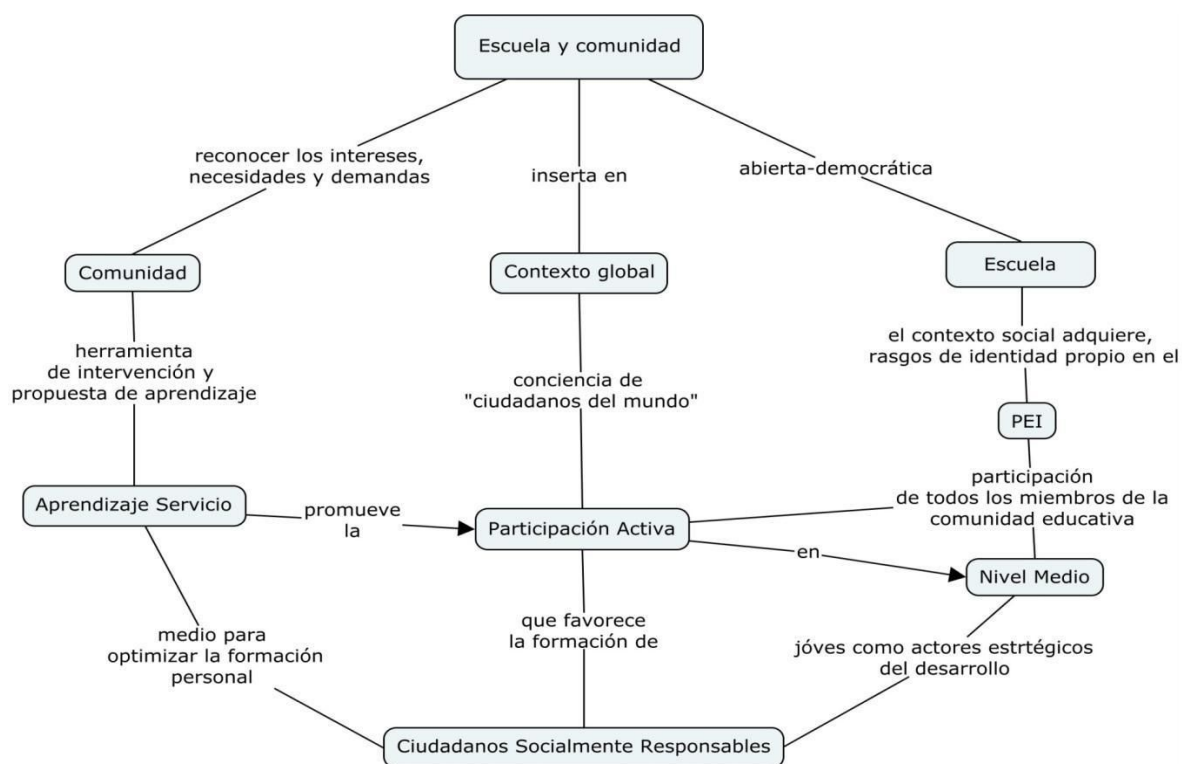 Escuela y comunidad
reconocer los intereses,
necesidades y demandas
inserta en
abierta-democrática
Comunidad
Contexto global
Escuela
herramienta
de intervención y
propuesta de aprendizaje
conciencia de
"ciudadanos del mundo"
el contexto social adquiere,
rasgos de identidad propio en el
PEI
Aprendizaje Servicio
promueve
la
Participación Activa
participación
de todos los miembros de la
comunidad educativa
en
Nivel Medio
medio para
optimizar la formación
personal
que favorece
la formación de
jóves como actores estrtégicos
del desarrollo
Ciudadanos Socialmente Responsables